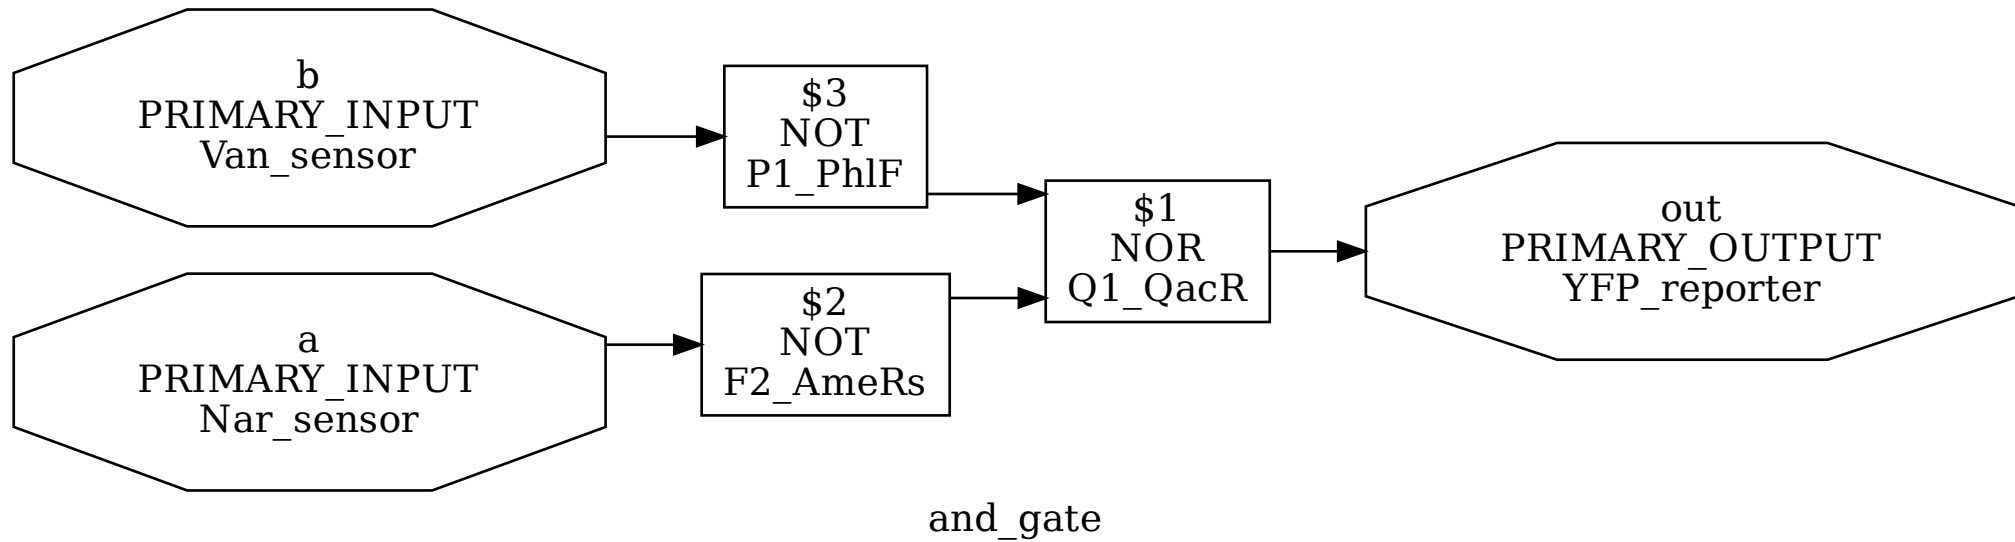 b
PRIMARY_INPUT
Van_sensor
$3
NOT
P1_PhlF
a
PRIMARY_INPUT
Nar_sensor
$2
NOT
F2_AmeRs
$1
NOR
Q1_QacR
out
PRIMARY_OUTPUT
YFP_reporter
and_gate